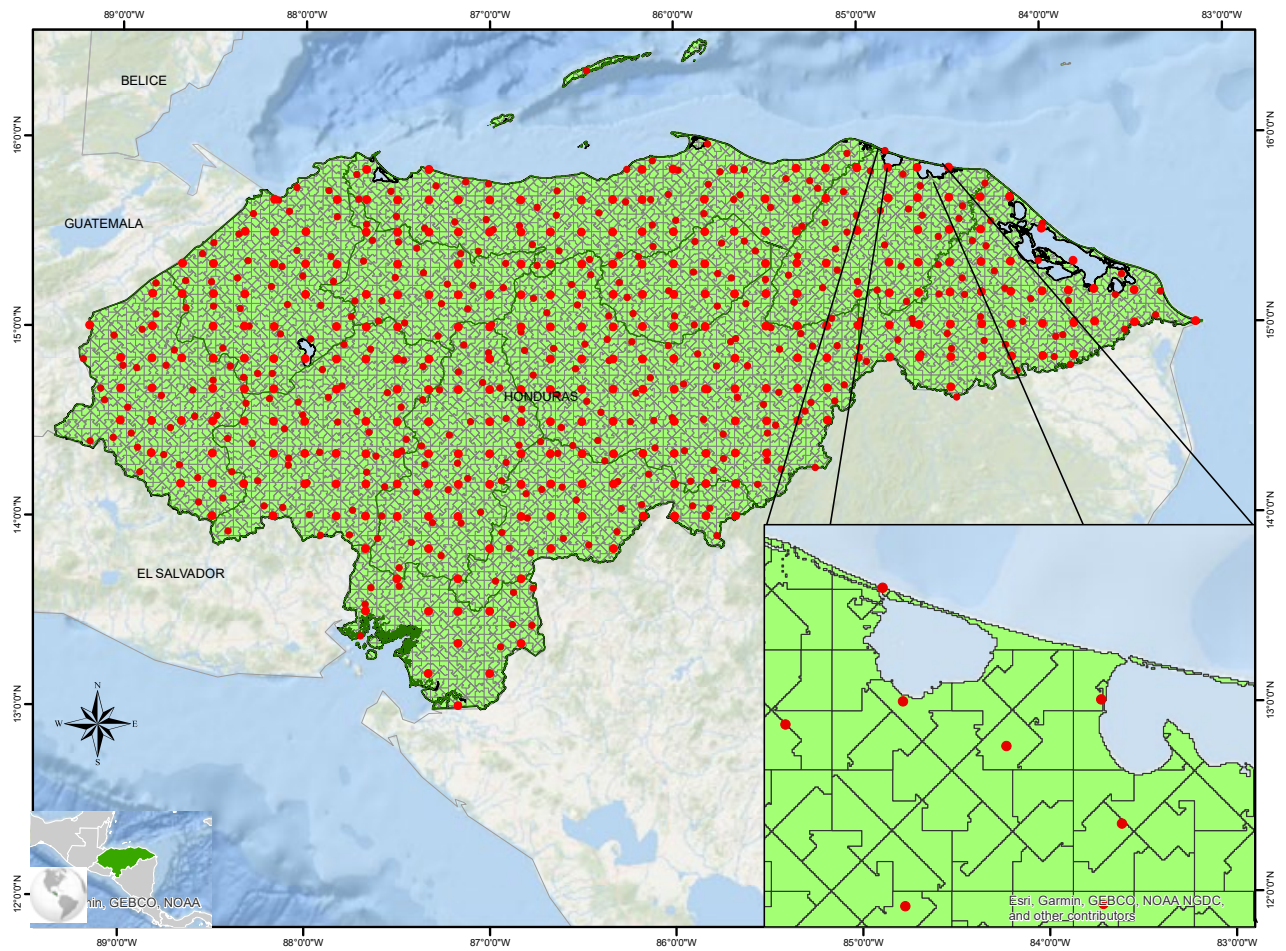 89°0'0"W 88°0'0"W 87°0'0"W 86°0'0"W 85°0'0"W 84°0'0"W 83°0'0"W
BELICE
16°0'0"N 16°0'0"N
GUATEMALA
15°0'0"N 15°0'0"N
HONDURAS
14°0'0"N 14°0'0"N
EL SALVADOR
N
13°0'0"N W E 13°0'0"N
S
12°0'0"N 12°0'0"N
min, GEBCO, NOAA
Esri, Garmin, GEBCO, NOAA NGDC,
and other contributors
89°0'0"W 88°0'0"W 87°0'0"W 86°0'0"W 85°0'0"W 84°0'0"W 83°0'0"W